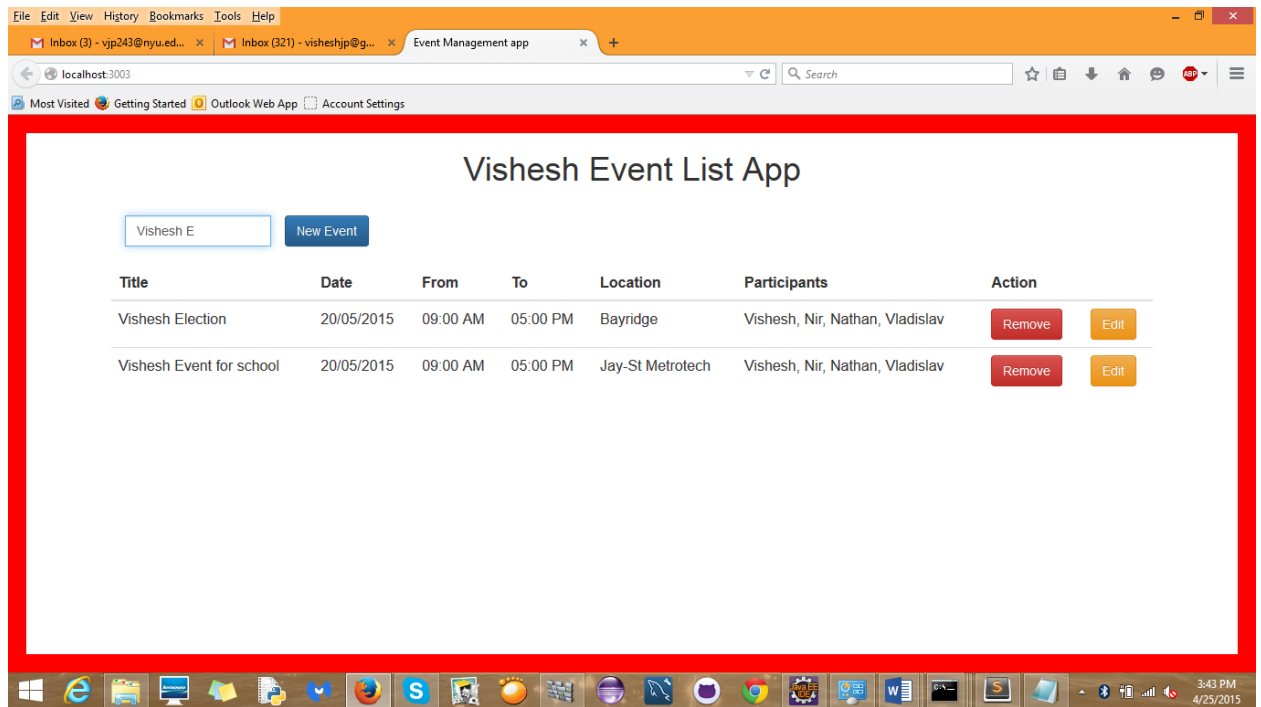 File Edit View History Bookmarks Tools Help
Inbox (3) - vjp243@nyu.ed... Inbox (321) - visheshjp@g... Event Management app
localhost:3003 Search ABP
Most Visited Getting Started Outlook Web App Account Settings
Vishesh Event List App
Vishesh E New Event
Title Date From To Location Participants Action
Vishesh Election 20/05/2015 09:00 AM 05:00 PM Bayridge Vishesh, Nir, Nathan, Vladislav Remove Edit
Vishesh Event for school 20/05/2015 09:00 AM 05:00 PM Jay-St Metrotech Vishesh, Nir, Nathan, Vladislav Remove Edit
3:43 PM
4/25/2015